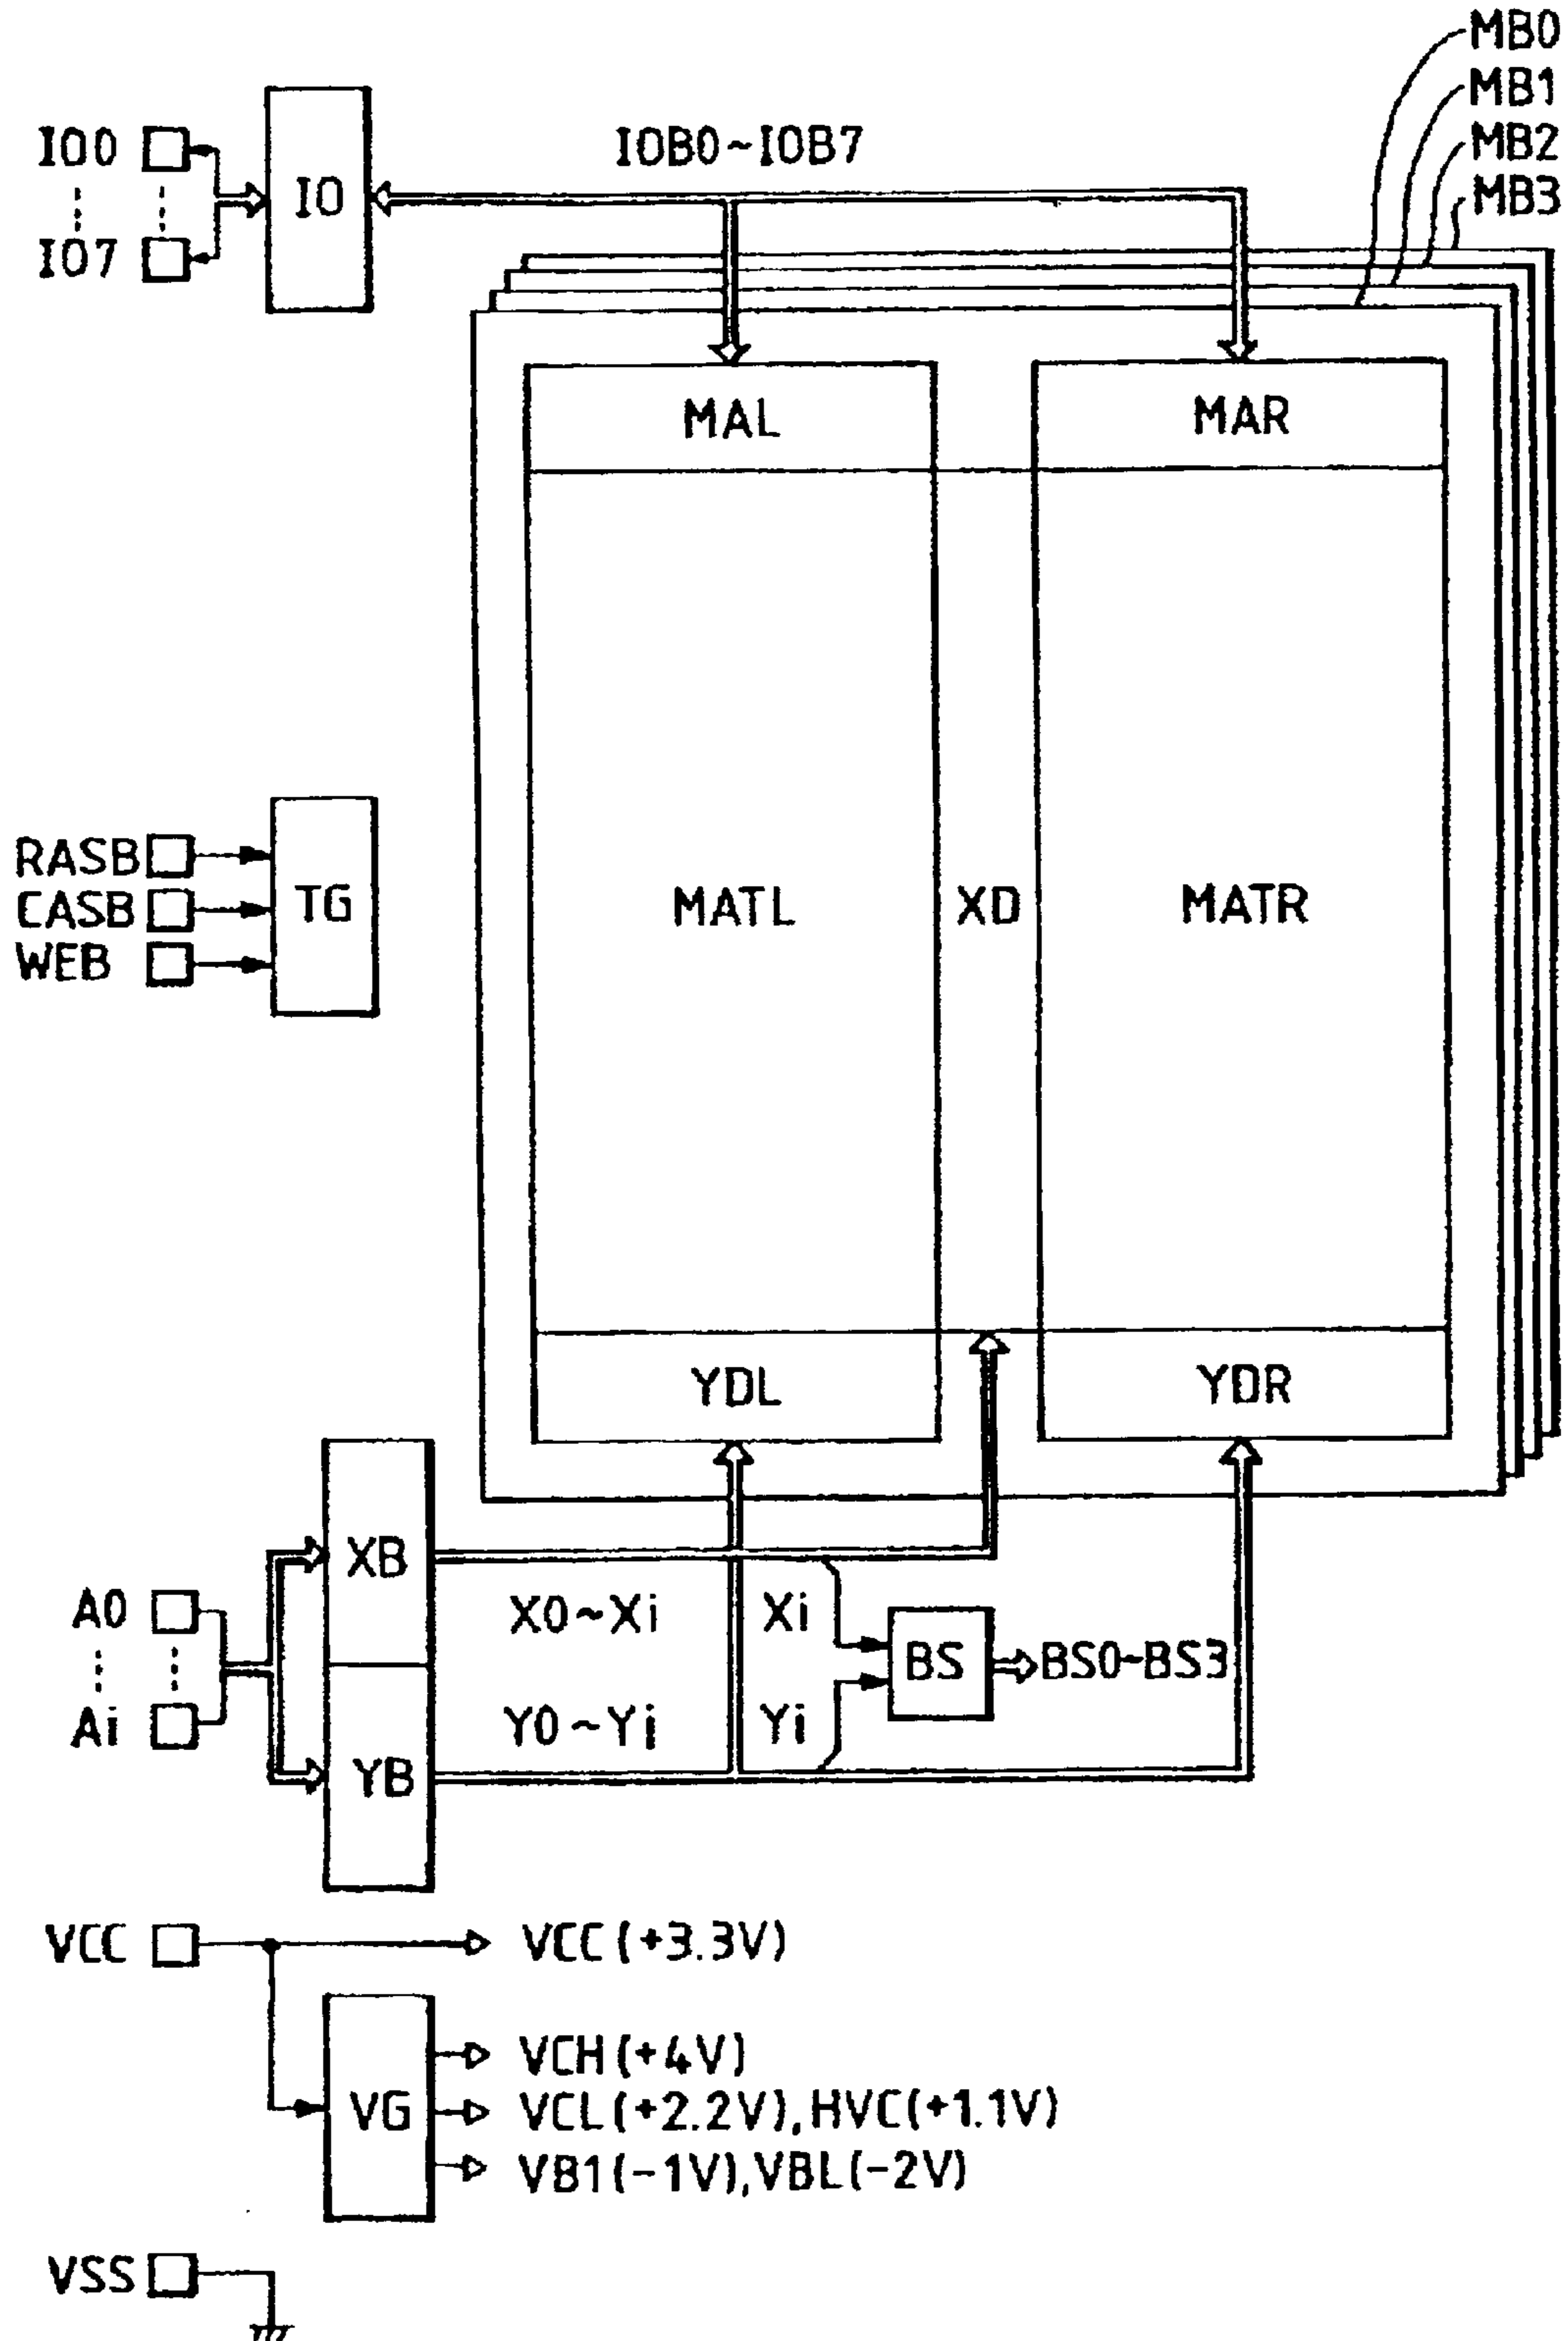 MB0
MB1
MB2
MB3
IO0
IO7
IO
IOB0~IOB7
MAL
MAR
RASB
CASB
WEB
TG
MATL
XD
MATR
YDL
YDR
XB
A0
Ai
X0~Xi
Xi
BS
BS0~BS3
Y0~Yi
Yi
YB
VCC
VCC(+3.3V)
VG
VCH(+4V)
VCL(+2.2V),HVC(+1.1V)
VB1(-1V),VBL(-2V)
VSS